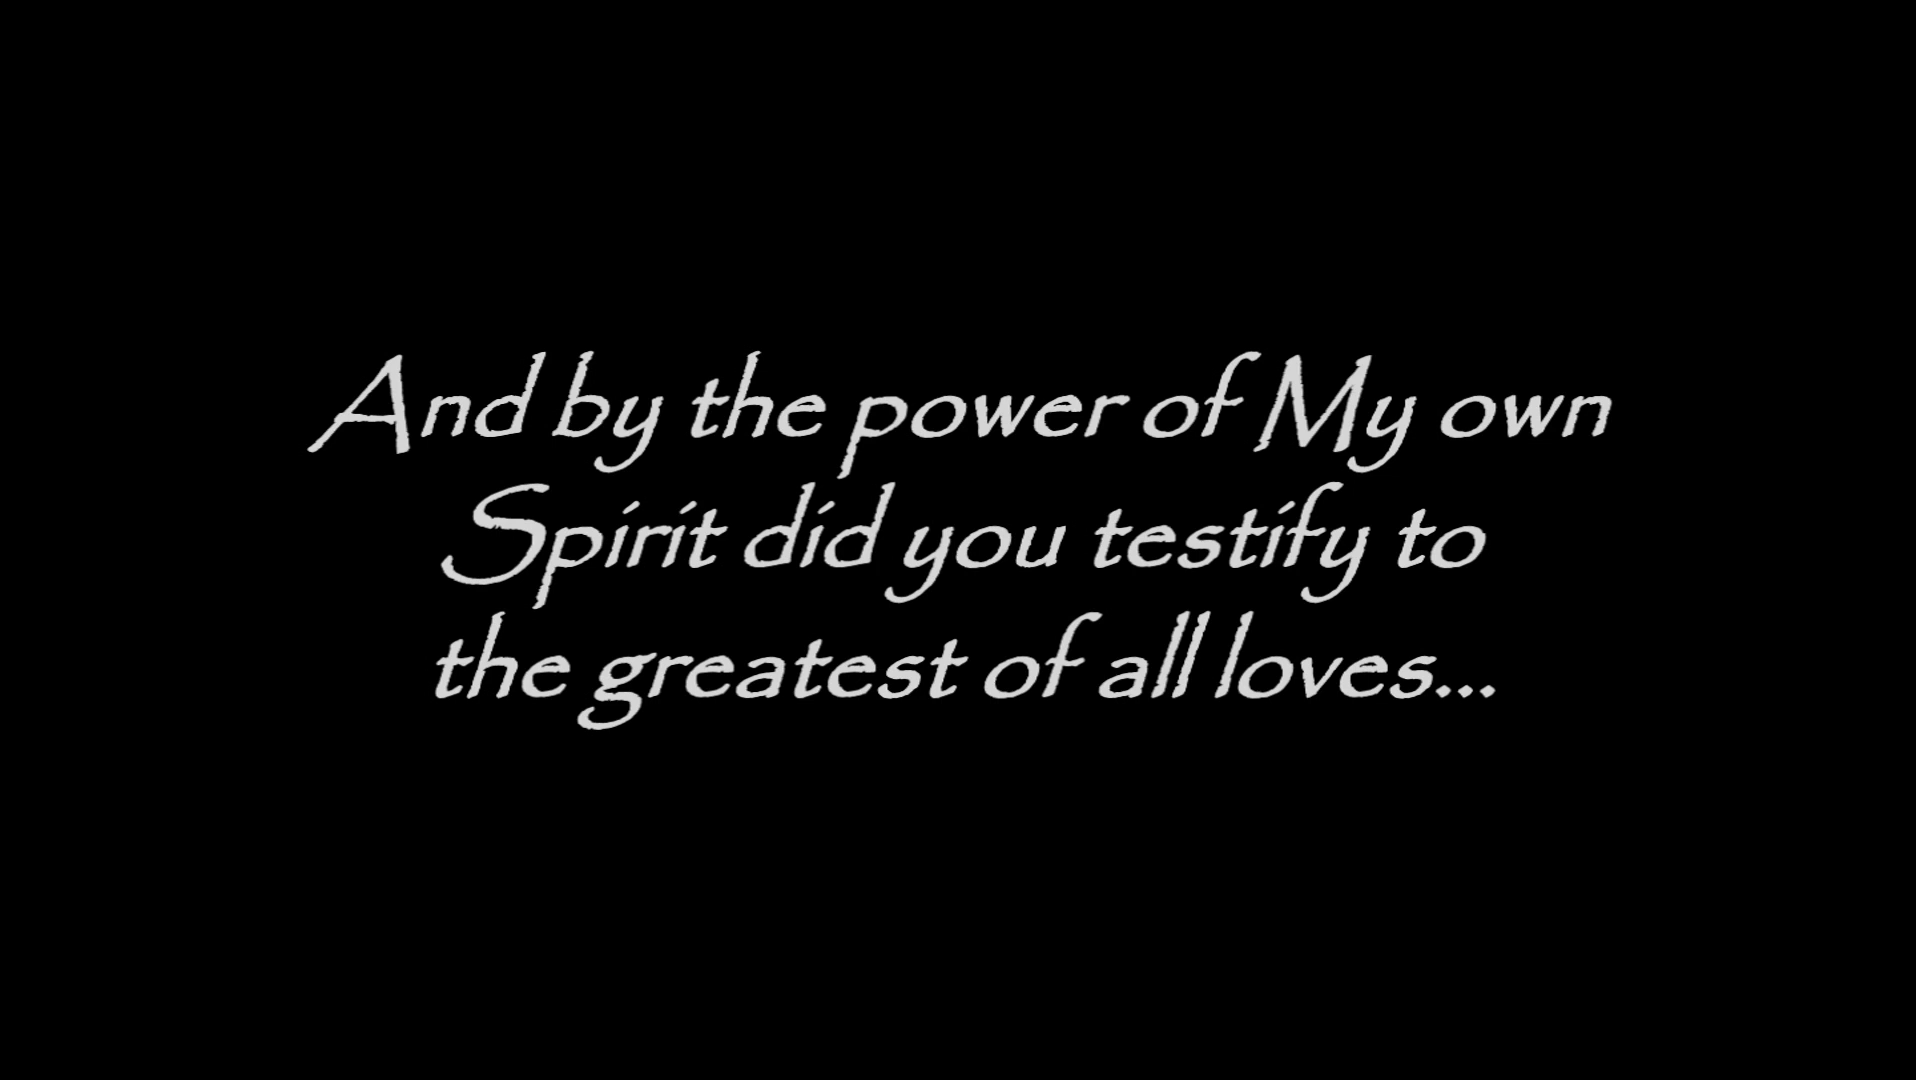 And by the power of My own
Spirit did you testify to
the greatest of all loves...